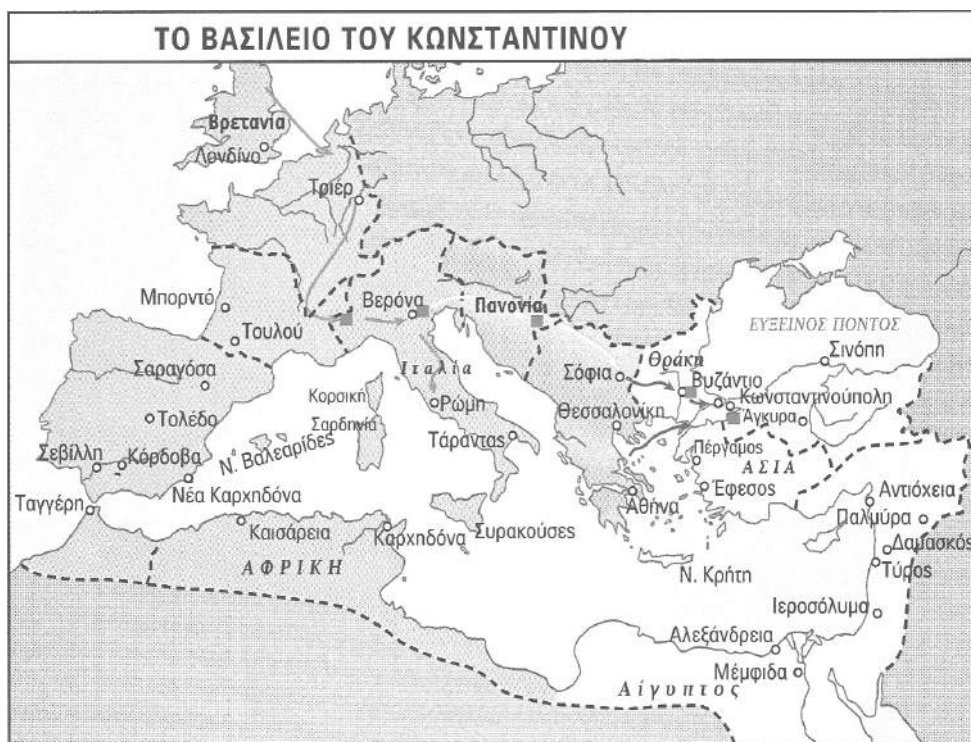 ΤΟ ΒΑΣΙΛΕΙΟ ΤΟΥ ΚΩΝΣΤΑΝΤΙΝΟΥ
Βρετανία
Λονδίνο
Τριέρ
Μπορντό
Τουλού
Βερόνα
Πανονία
ΕΥΞΕΙΝΟΣ ΠΟΝΤΟΣ
Σινόπη
Σαραγόσα
Ιταλία
Σόφια
Θράκη
Βυζάντιο
Κωνσταντινούπολη
Άγκυρα
Κορσική
Σαρδηνία
Ρώμη
Θεσσαλονίκη
Τολέδο
Τάραντας
Πέργαμος
ΑΣΙΑ
Σεβίλλη
Κόρδοβα
Ν. Βαλεαρίδες
Έφεσος
Αντιόχεια
Ταγγέρη
Νέα Καρχηδόνα
Αθήνα
Παλμύρα
Καισάρεια
Καρχηδόνα
Συρακούσες
Δαμασκός
ΑΦΡΙΚΗ
Ν. Κρήτη
Τύρος
Ιεροσόλυμα
Αλεξάνδρεια
Μέμφιδα
Αίγυπτος